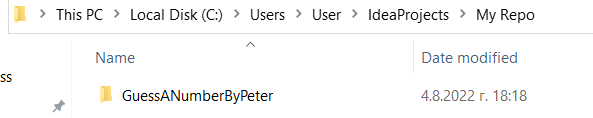 This PC > Local Disk (C:) > Users > User > IdeaProjects > My Repo
Name Date modified
ss
GuessANumberByPeter 4.8.2022 г. 18:18